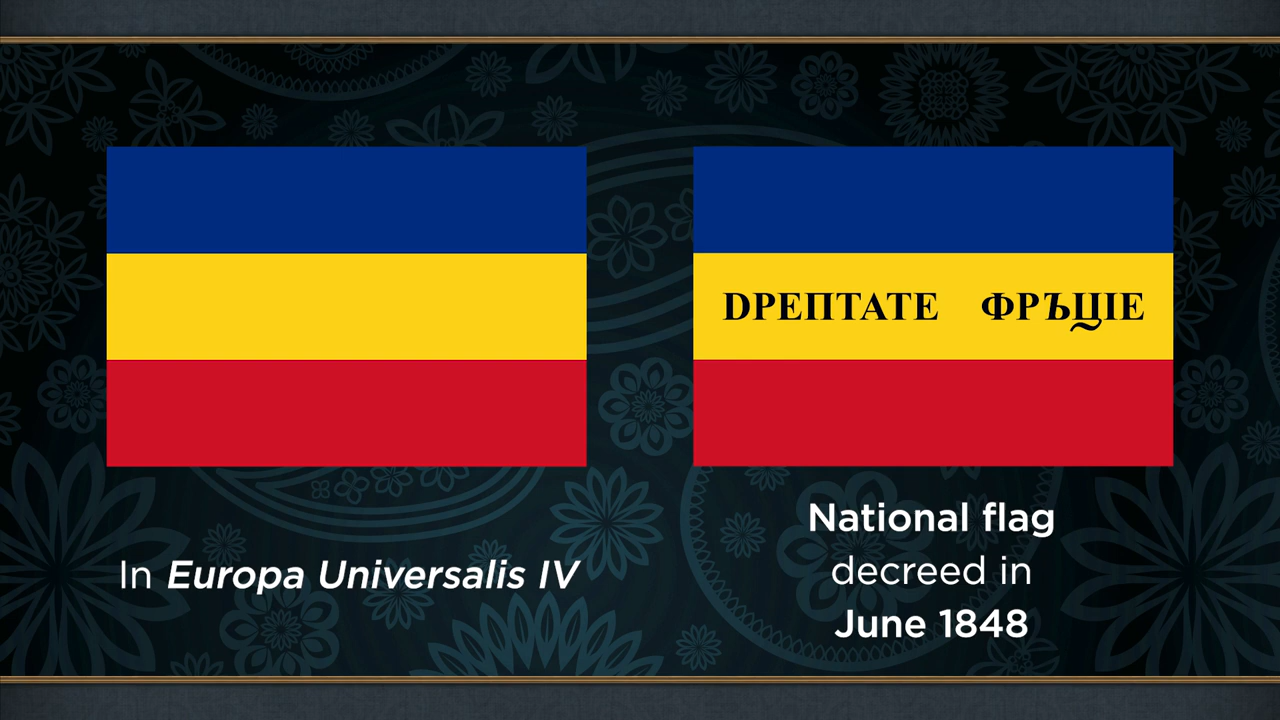 DРЕПТАТЕ ФРЪЦІЕ
In Europa Universalis IV
National flag
decreed in
June 1848